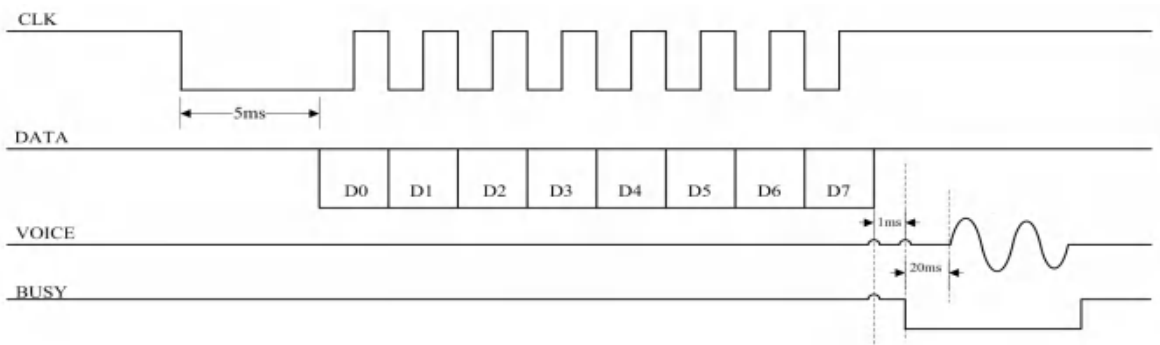 CLK
5ms
DATA
D0 D1 D2 D3 D4 D5 D6 D7
1ms
VOICE
20ms
BUSY